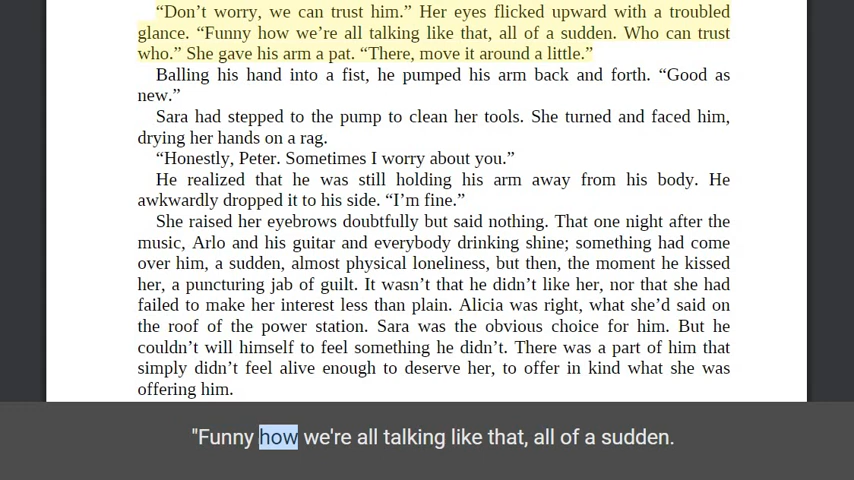 “Don’t worry, we can trust him.” Her eyes flicked upward with a troubled
glance. “Funny how we’re all talking like that, all of a sudden. Who can trust
who.” She gave his arm a pat. “There, move it around a little.”
Balling his hand into a fist, he pumped his arm back and forth. “Good as
new.”
Sara had stepped to the pump to clean her tools. She turned and faced him,
drying her hands on a rag.
“Honestly, Peter. Sometimes I worry about you.”
He realized that he was still holding his arm away from his body. He
awkwardly dropped it to his side. “I’m fine.”
She raised her eyebrows doubtfully but said nothing. That one night after the
music, Arlo and his guitar and everybody drinking shine; something had come
over him, a sudden, almost physical loneliness, but then, the moment he kissed
her, a puncturing jab of guilt. It wasn’t that he didn’t like her, nor that she had
failed to make her interest less than plain. Alicia was right, what she’d said on
the roof of the power station. Sara was the obvious choice for him. But he
couldn’t will himself to feel something he didn’t. There was a part of him that
simply didn’t feel alive enough to deserve her, to offer in kind what she was
offering him.
"Funny how we're all talking like that, all of a sudden.